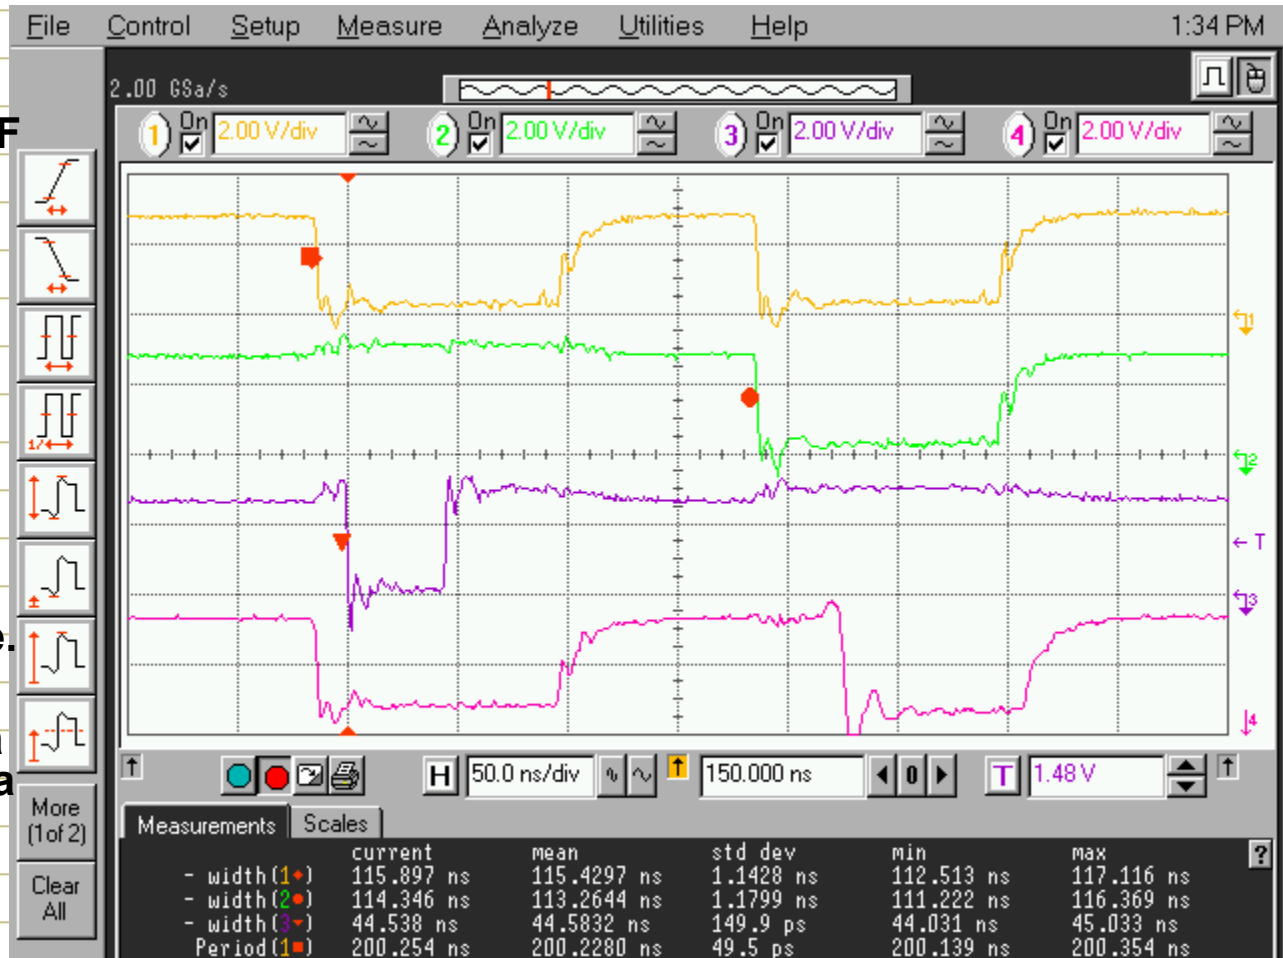 File Control Setup Measure Analyze Utilities Help 1:34 PM
2.00 GSa/s
F
1 On 2.00 V/div 2 On 2.00 V/div 3 On 2.00 V/div 4 On 2.00 V/div
1/
1
2
T
3
e.
4
a
H 50.0 ns/div 150.000 ns 0 T 1.48 V
More
(1of 2)
Clear
All
Measurements Scales
?
current mean std dev min max
- width(1) 115.897 ns 115.4297 ns 1.1428 ns 112.513 ns 117.116 ns
- width(2) 114.346 ns 113.2644 ns 1.1799 ns 111.222 ns 116.369 ns
- width(3) 44.538 ns 44.5832 ns 149.9 ps 44.031 ns 45.033 ns
Period(1) 200.254 ns 200.2280 ns 49.5 ps 200.139 ns 200.354 ns